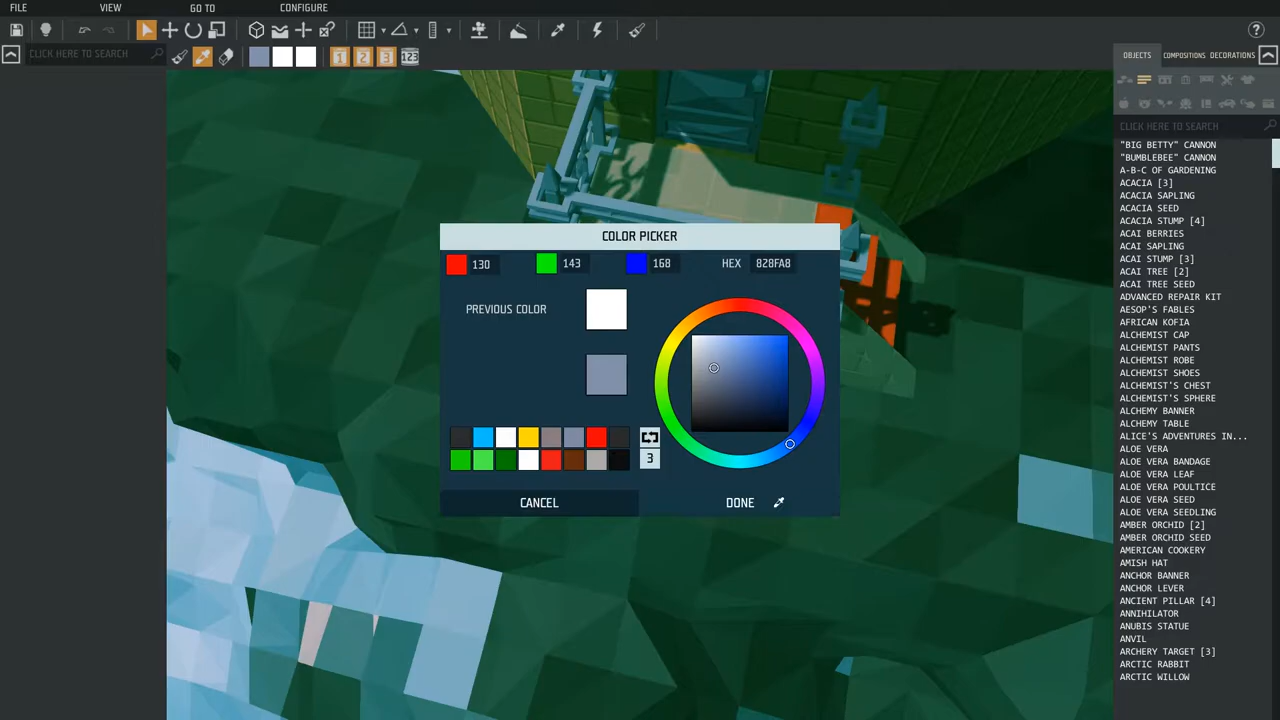 FILE VIEW GO TO CONFIGURE
?
CLICK HERE TO SEARCH 1 2 3 123
OBJECTS COMPOSITIONS DECORATIONS
CLICK HERE TO SEARCH
COLOR PICKER
130 143 168 HEX 828FA8
PREVIOUS COLOR
3
CANCEL DONE
"BIG BETTY" CANNON
"BUMBLEBEE" CANNON
A-B-C OF GARDENING
ACACIA [3]
ACACIA SAPLING
ACACIA SEED
ACACIA STUMP [4]
ACAI BERRIES
ACAI SAPLING
ACAI STUMP [3]
ACAI TREE [2]
ACAI TREE SEED
ADVANCED REPAIR KIT
AESOP'S FABLES
AFRICAN KOFIA
ALCHEMIST CAP
ALCHEMIST PANTS
ALCHEMIST ROBE
ALCHEMIST SHOES
ALCHEMIST'S CHEST
ALCHEMIST'S SPHERE
ALCHEMY BANNER
ALCHEMY TABLE
ALICE'S ADVENTURES IN...
ALOE VERA
ALOE VERA BANDAGE
ALOE VERA LEAF
ALOE VERA POULTICE
ALOE VERA SEED
ALOE VERA SEEDLING
AMBER ORCHID [2]
AMBER ORCHID SEED
AMERICAN COOKERY
AMISH HAT
ANCHOR BANNER
ANCHOR LEVER
ANCIENT PILLAR [4]
ANNIHILATOR
ANUBIS STATUE
ANVIL
ARCHERY TARGET [3]
ARCTIC RABBIT
ARCTIC WILLOW